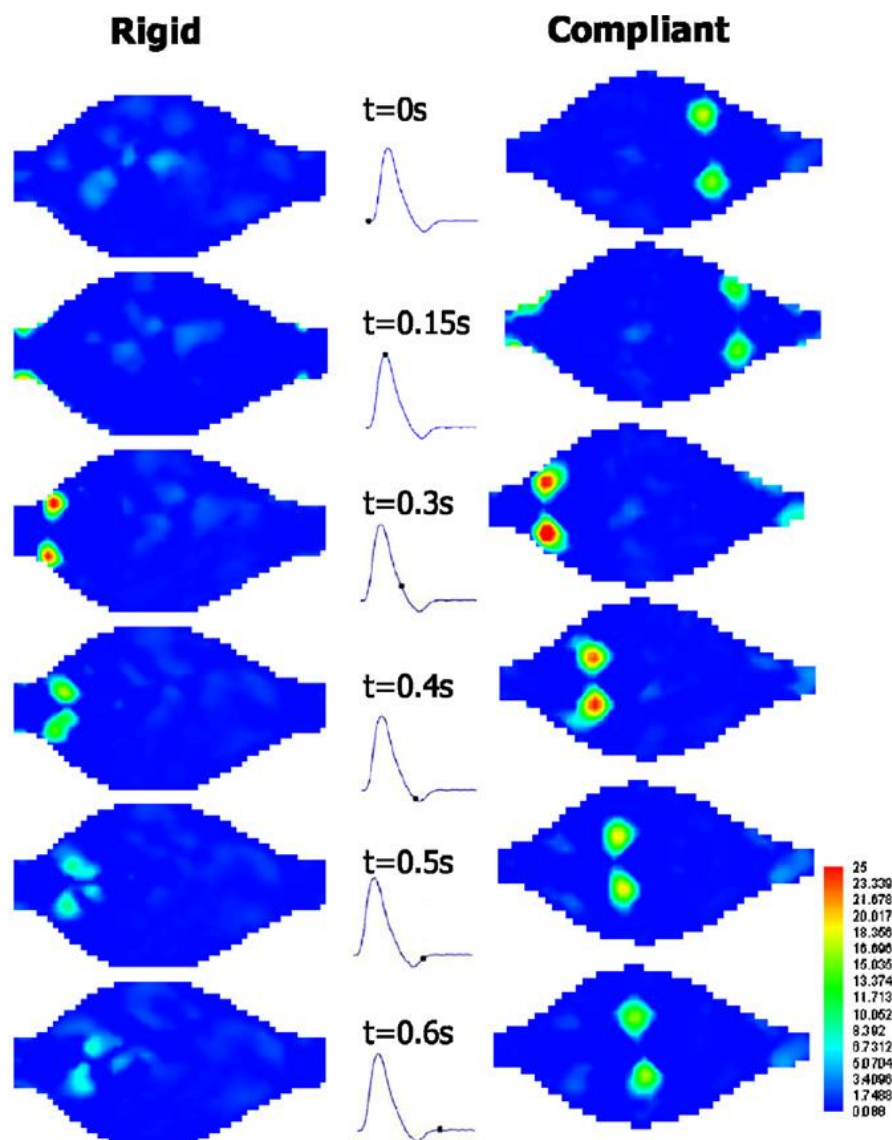 Rigid
Compliant
t=0s
t=0.15s
t=0.3s
t=0.4s
t=0.5s
t=0.6s
25
23.339
21.678
20.017
18.356
16.696
15.035
13.374
11.713
10.052
8.392
6.7312
5.0704
3.4096
1.7488
0.088